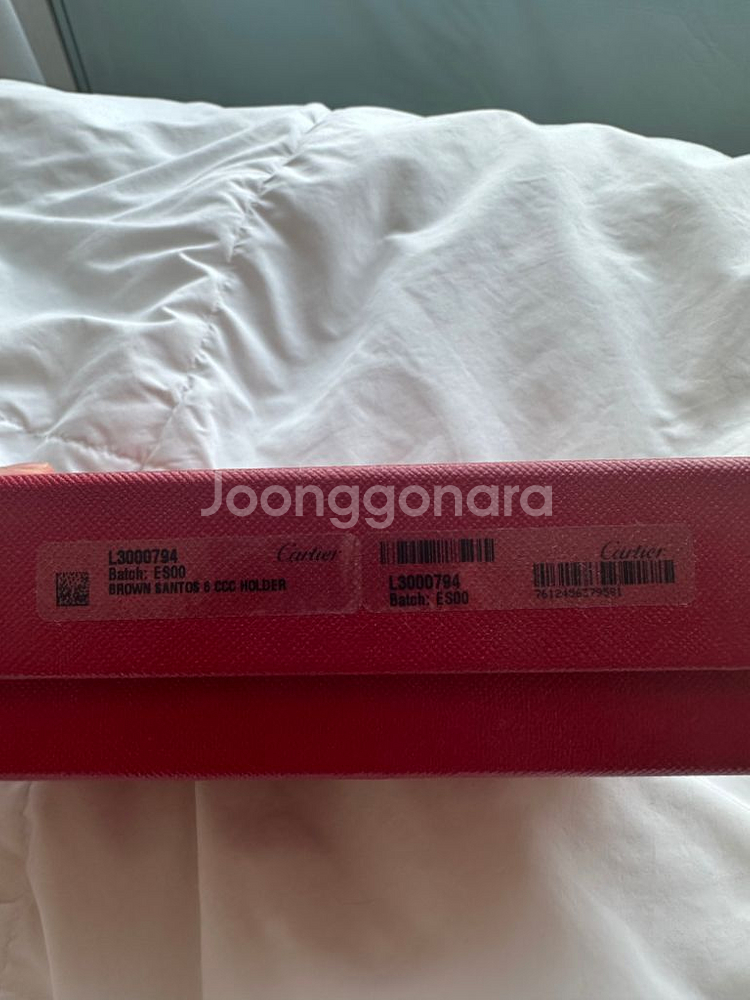 Joonggonara
L3000794
Cartier
Batch: ES00
BROWN SANTOS 6 CCC HOLDER
Cartier
L3000794
Batch: ES00